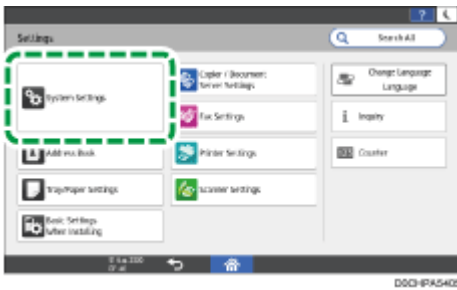 ?
Settings
Search All
System Settings
Copier / Document
Server Settings
Change Language
Language
Fax Settings
Inquiry
Address Book
Printer Settings
Counter
Tray/Paper Settings
Scanner Settings
Basic Settings
When Installing